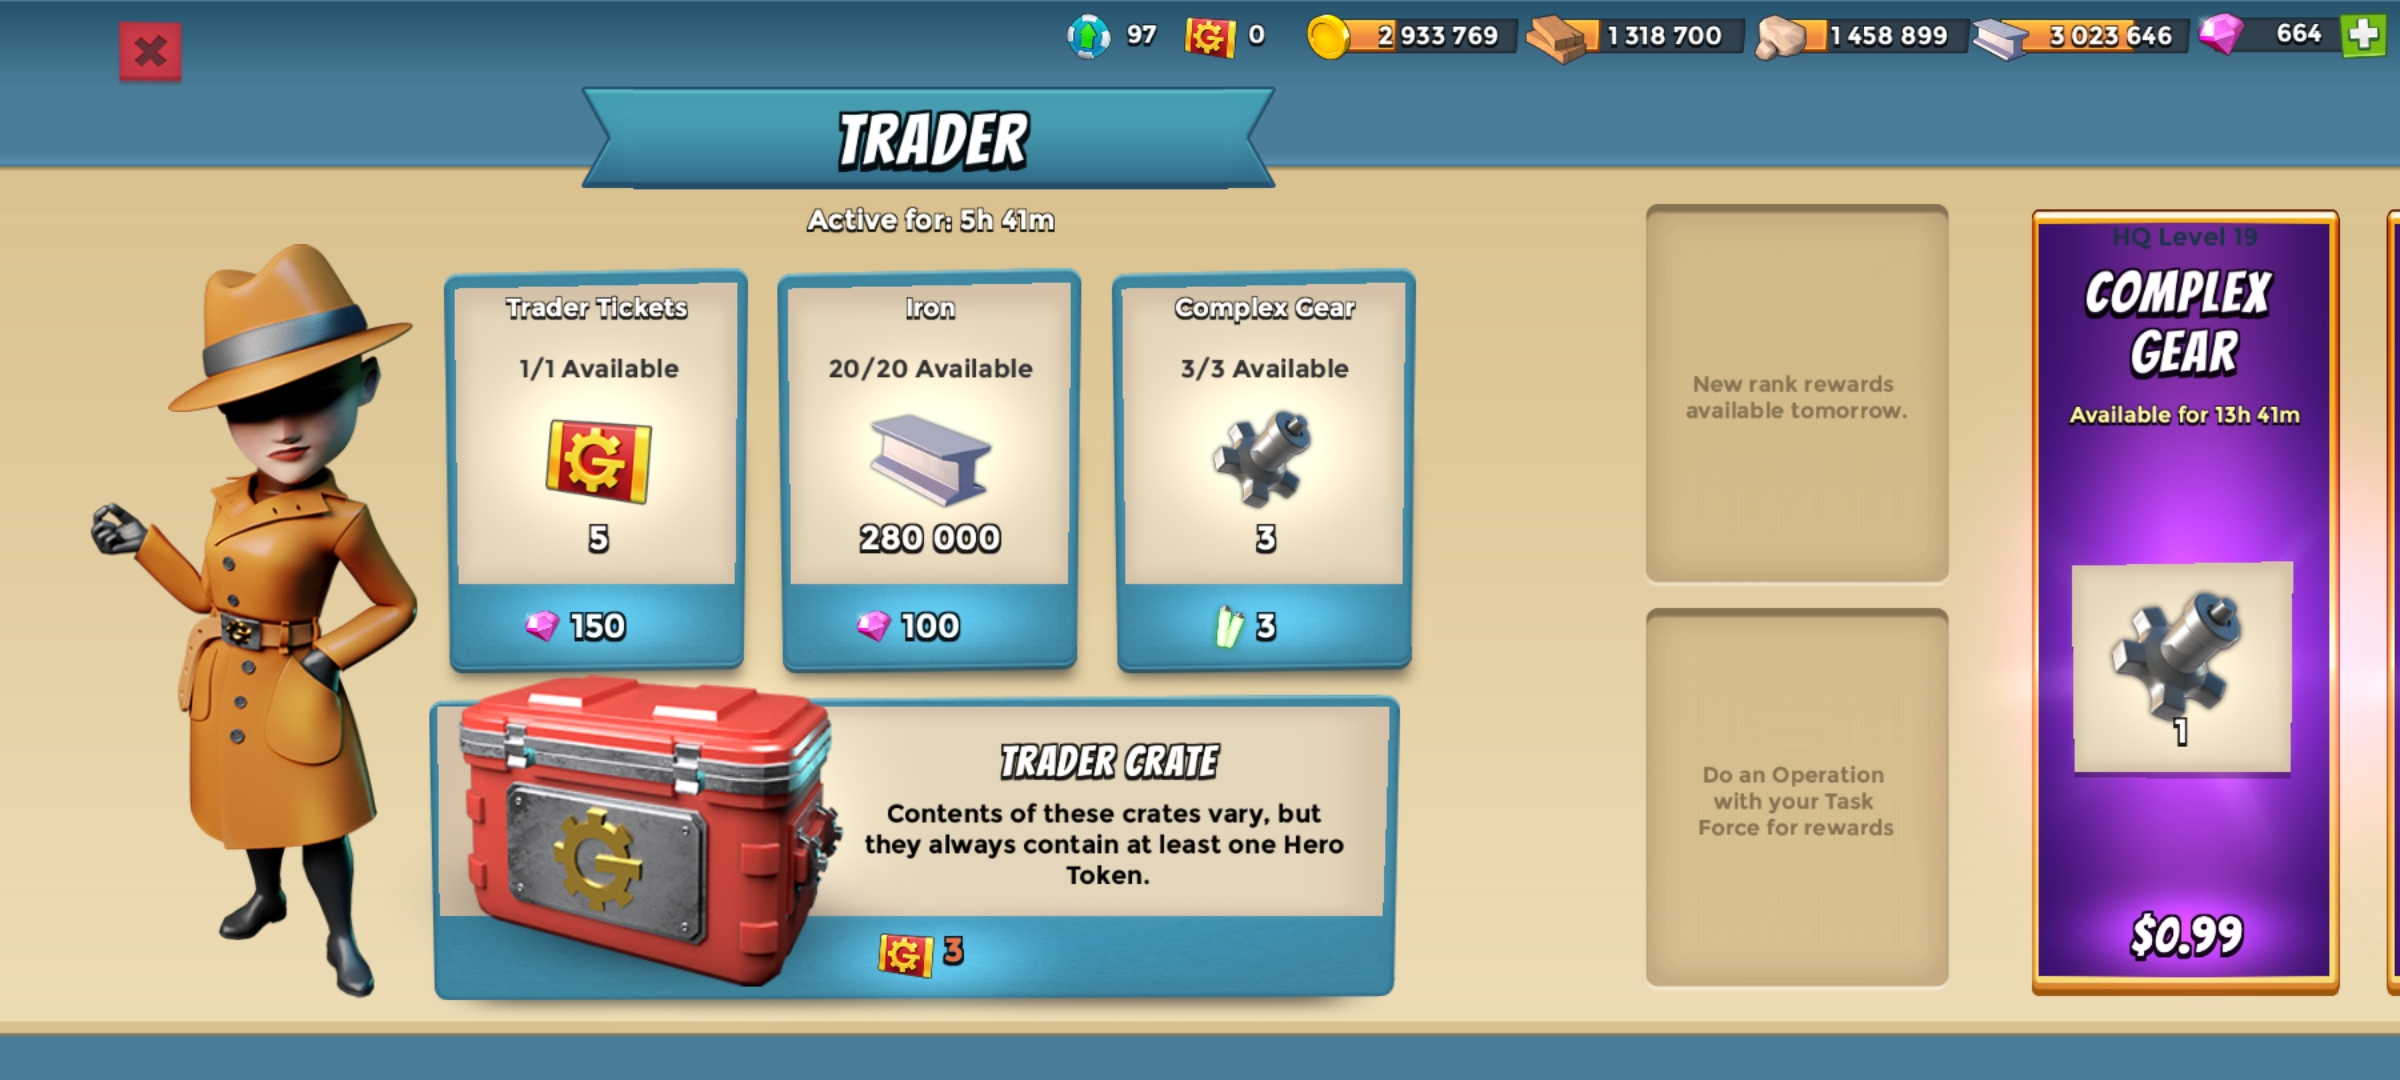 97
0
2 933 769
1 318 700
1 458 899
3 023 646
664
TRADER
Active for: 5h 41m
Trader Tickets
1/1 Available
5
150
Iron
20/20 Available
280 000
100
Complex Gear
3/3 Available
3
3
TRADER CRATE
Contents of these crates vary, but
they always contain at least one Hero
Token.
3
New rank rewards
available tomorrow.
Do an Operation
with your Task
Force for rewards
HQ Level 19
COMPLEX
GEAR
Available for 13h 41m
1
$0.99